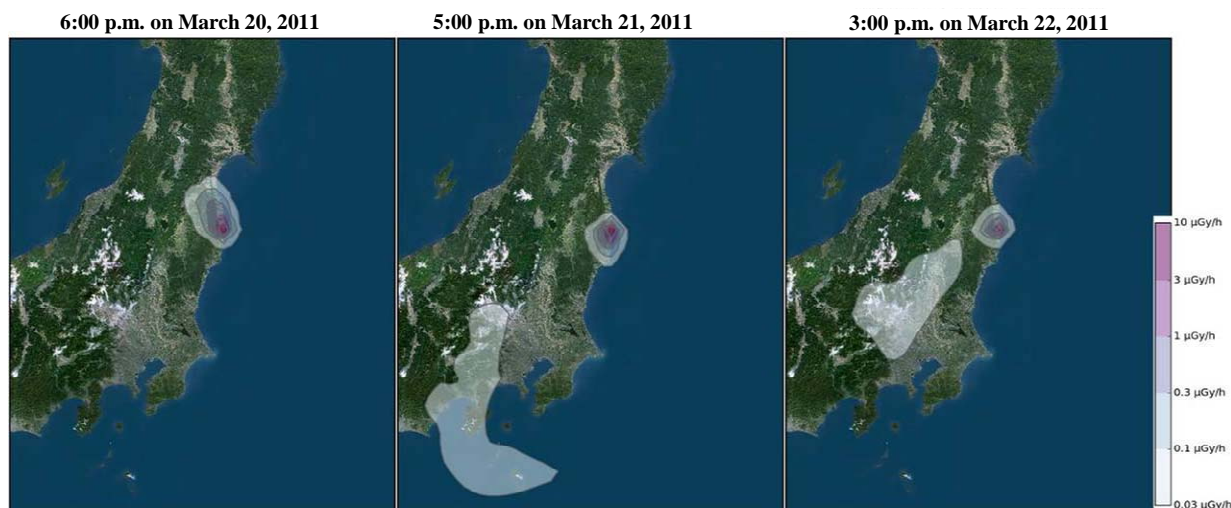 6:00 p.m. on March 20, 2011
5:00 p.m. on March 21, 2011
3:00 p.m. on March 22, 2011
10 μGy/h
3 μGy/h
1 μGy/h
0.3 μGy/h
0.1 μGy/h
0.03 μGy/h